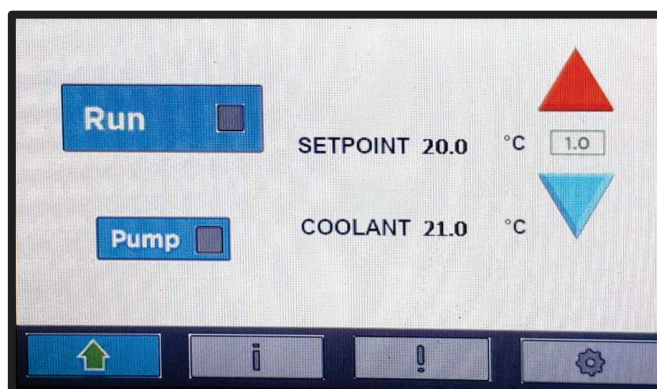 Run
SETPOINT 20.0 °C 1.0
Pump
COOLANT 21.0 °C
i
!